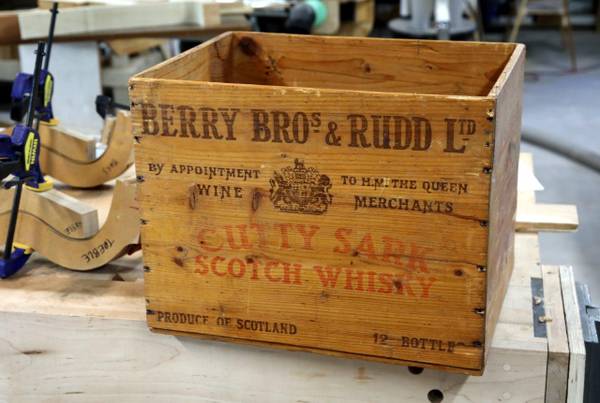 BERRY BROS & RUDD LTD
BY APPOINTMENT TO H.M. THE QUEEN
WINE MERCHANTS
CUTTY SARK
SCOTCH WHISKY
PRODUCE OF SCOTLAND 12 BOTTLES
TREBLE